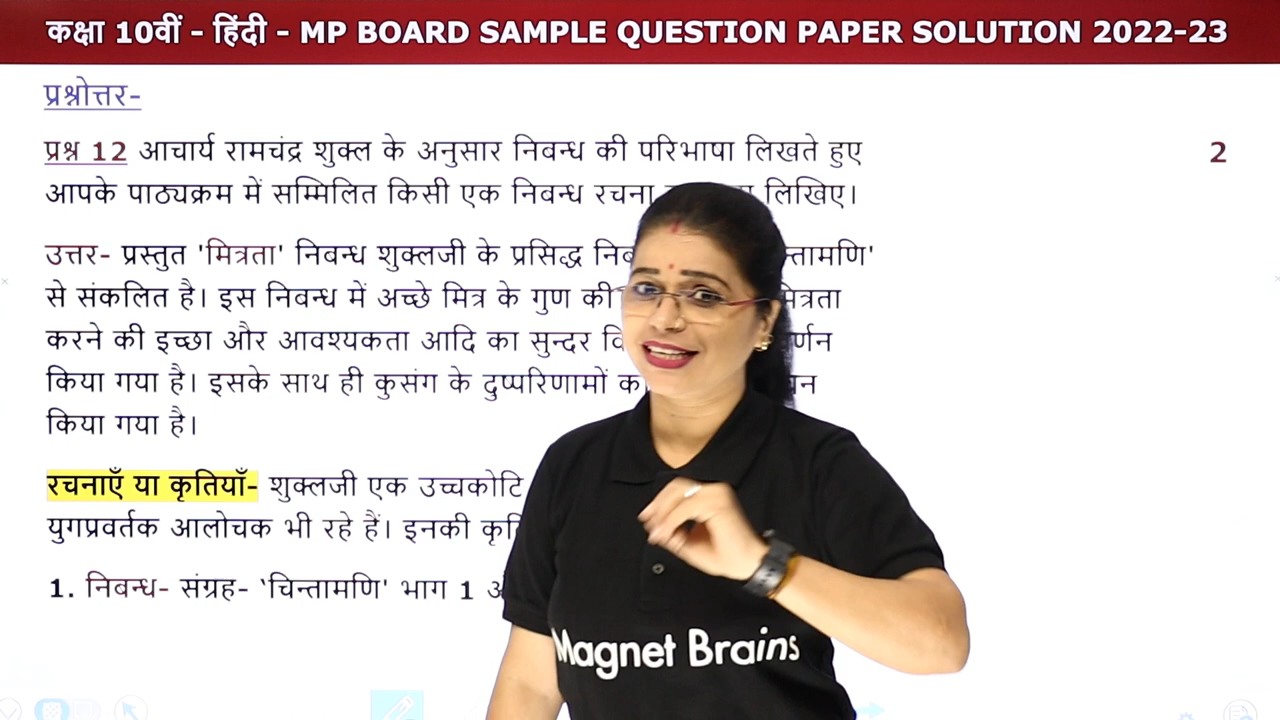 कक्षा 10वीं - हिंदी - MP BOARD SAMPLE QUESTION PAPER SOLUTION 2022-23
प्रश्नोत्तर-
प्रश्न 12 आचार्य रामचंद्र शुक्ल के अनुसार निबन्ध की परिभाषा लिखते हुए 2
आपके पाठ्यक्रम में सम्मिलित किसी एक निबन्ध रचना लिखिए।
उत्तर- प्रस्तुत 'मित्रता' निबन्ध शुक्लजी के प्रसिद्ध
से संकलित है। इस निबन्ध में अच्छे मित्र के गुण की
करने की इच्छा और आवश्यकता आदि का सुन्दर
किया गया है। इसके साथ ही कुसंग के दुष्परिणामों
किया गया है।
रचनाएँ या कृतियाँ- शुक्लजी एक उच्चकोटि
युगप्रवर्तक आलोचक भी रहे हैं। इनकी
1. निबन्ध- संग्रह- 'चिन्तामणि' भाग 1
Magnet Brains